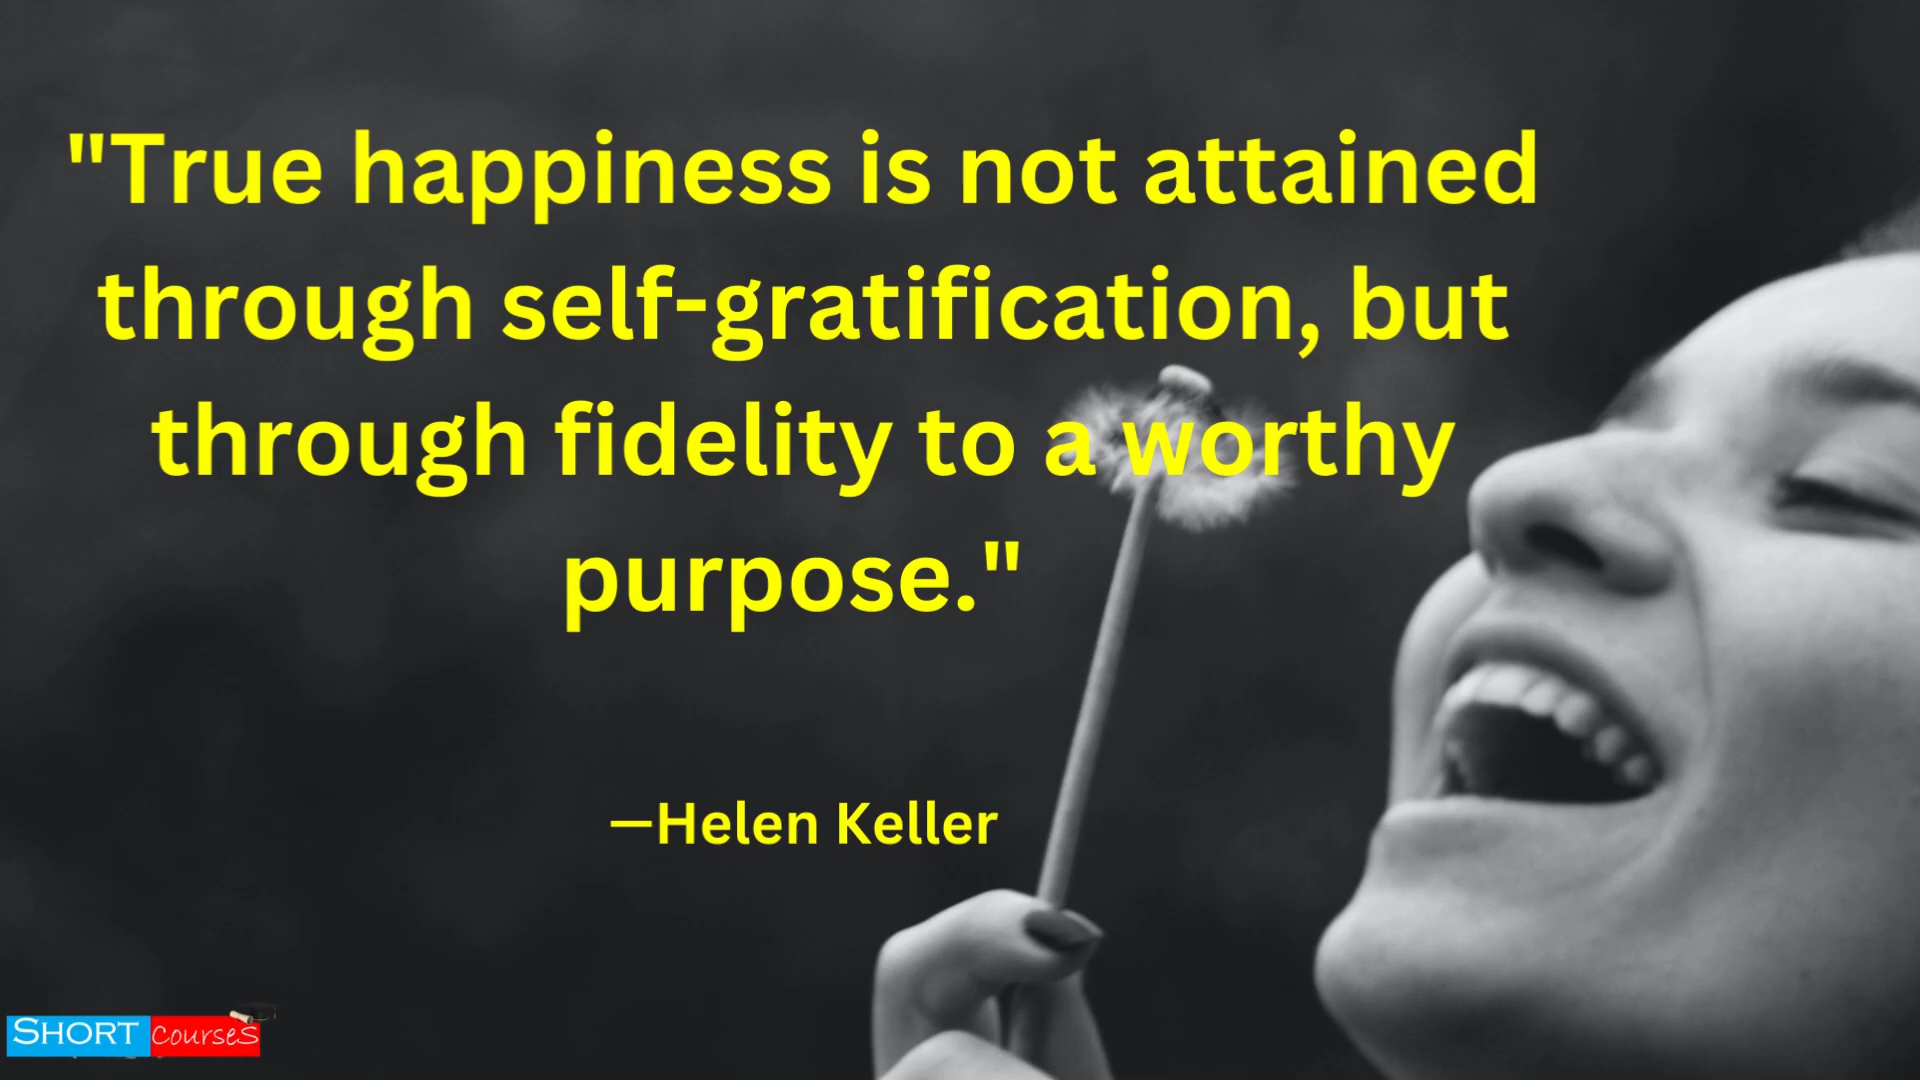 "True happiness is not attained
through self-gratification, but
through fidelity to a worthy
purpose."
—Helen Keller
SHORT CourseS